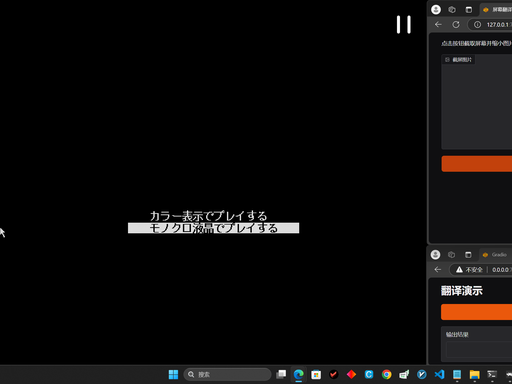 カラー表示でプレイする
モノクロ液晶でプレイする
屏幕翻译
127.0.0.1
点击按钮截取屏幕并缩小图片
截屏图片
Gradio
不安全
0.0.0.0
翻译演示
输出结果
搜索